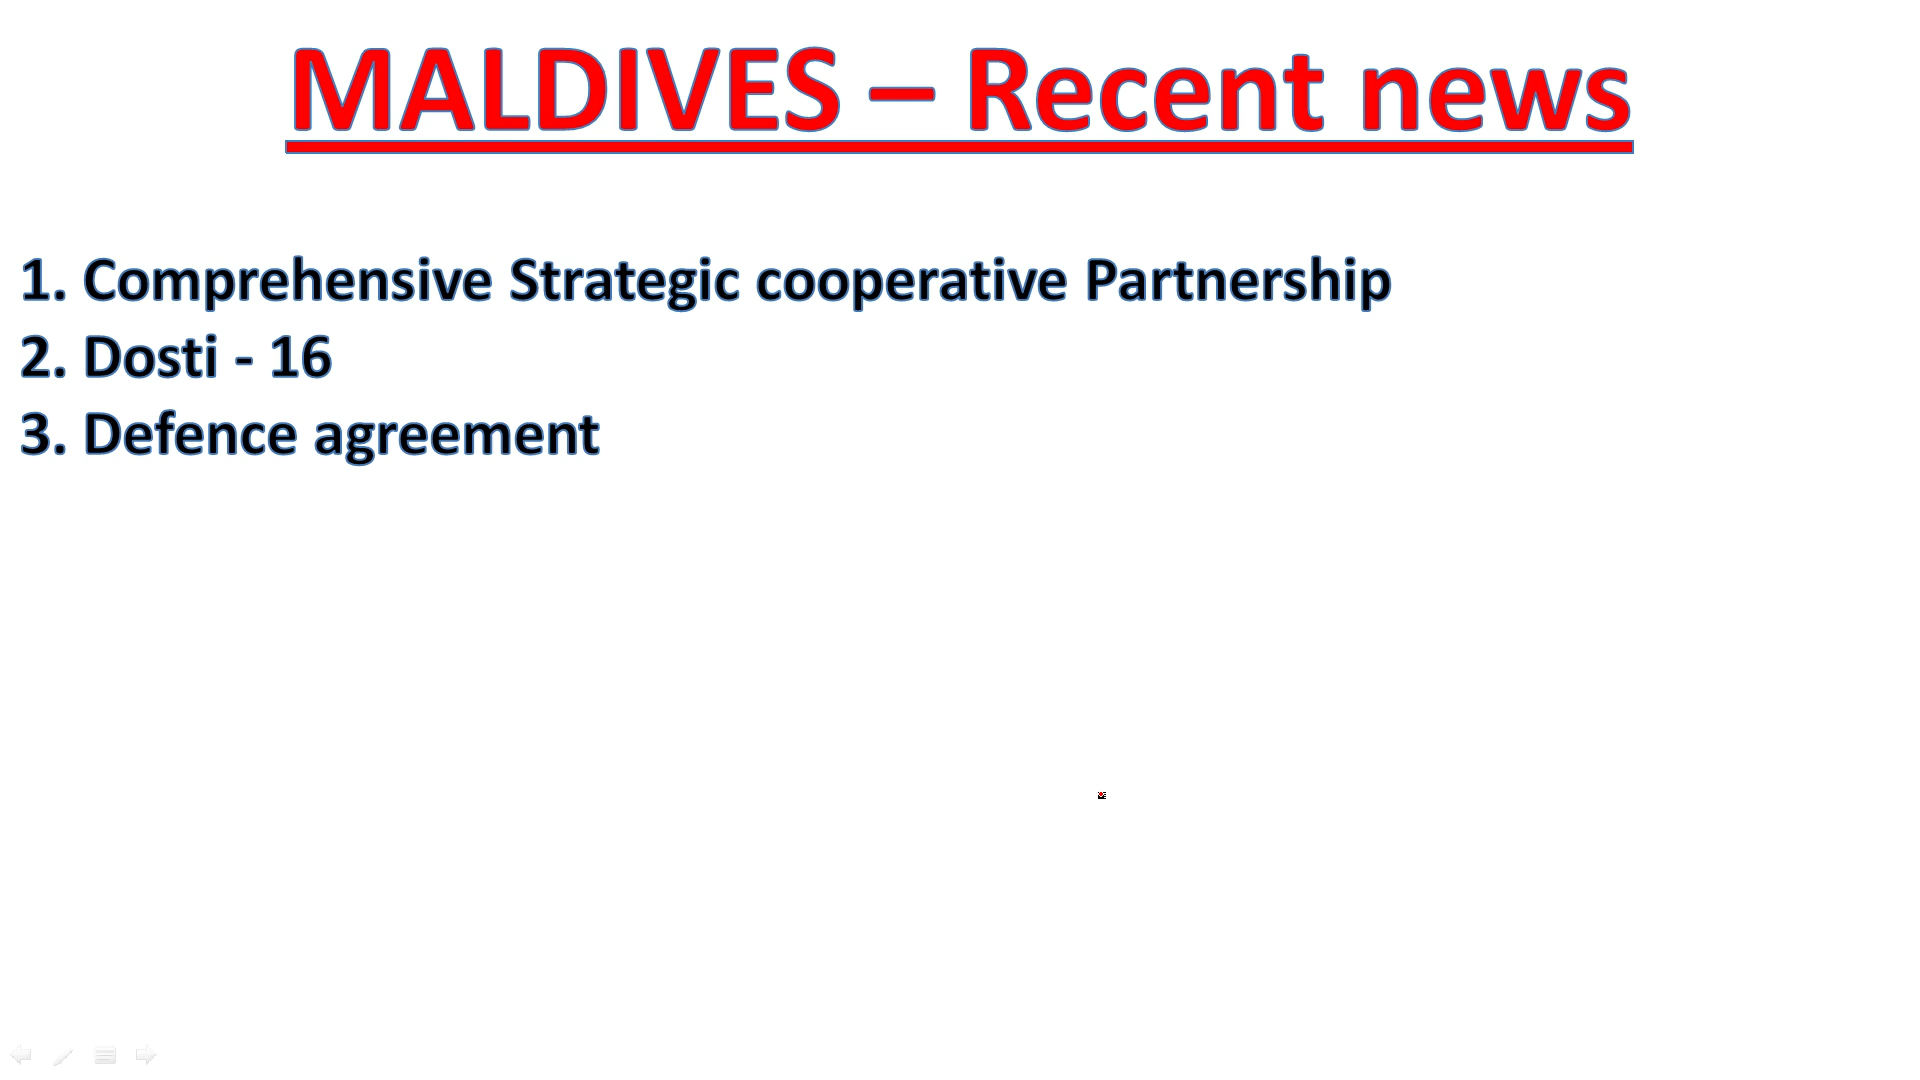 MALDIVES – Recent news
1. Comprehensive Strategic cooperative Partnership
2. Dosti - 16
3. Defence agreement